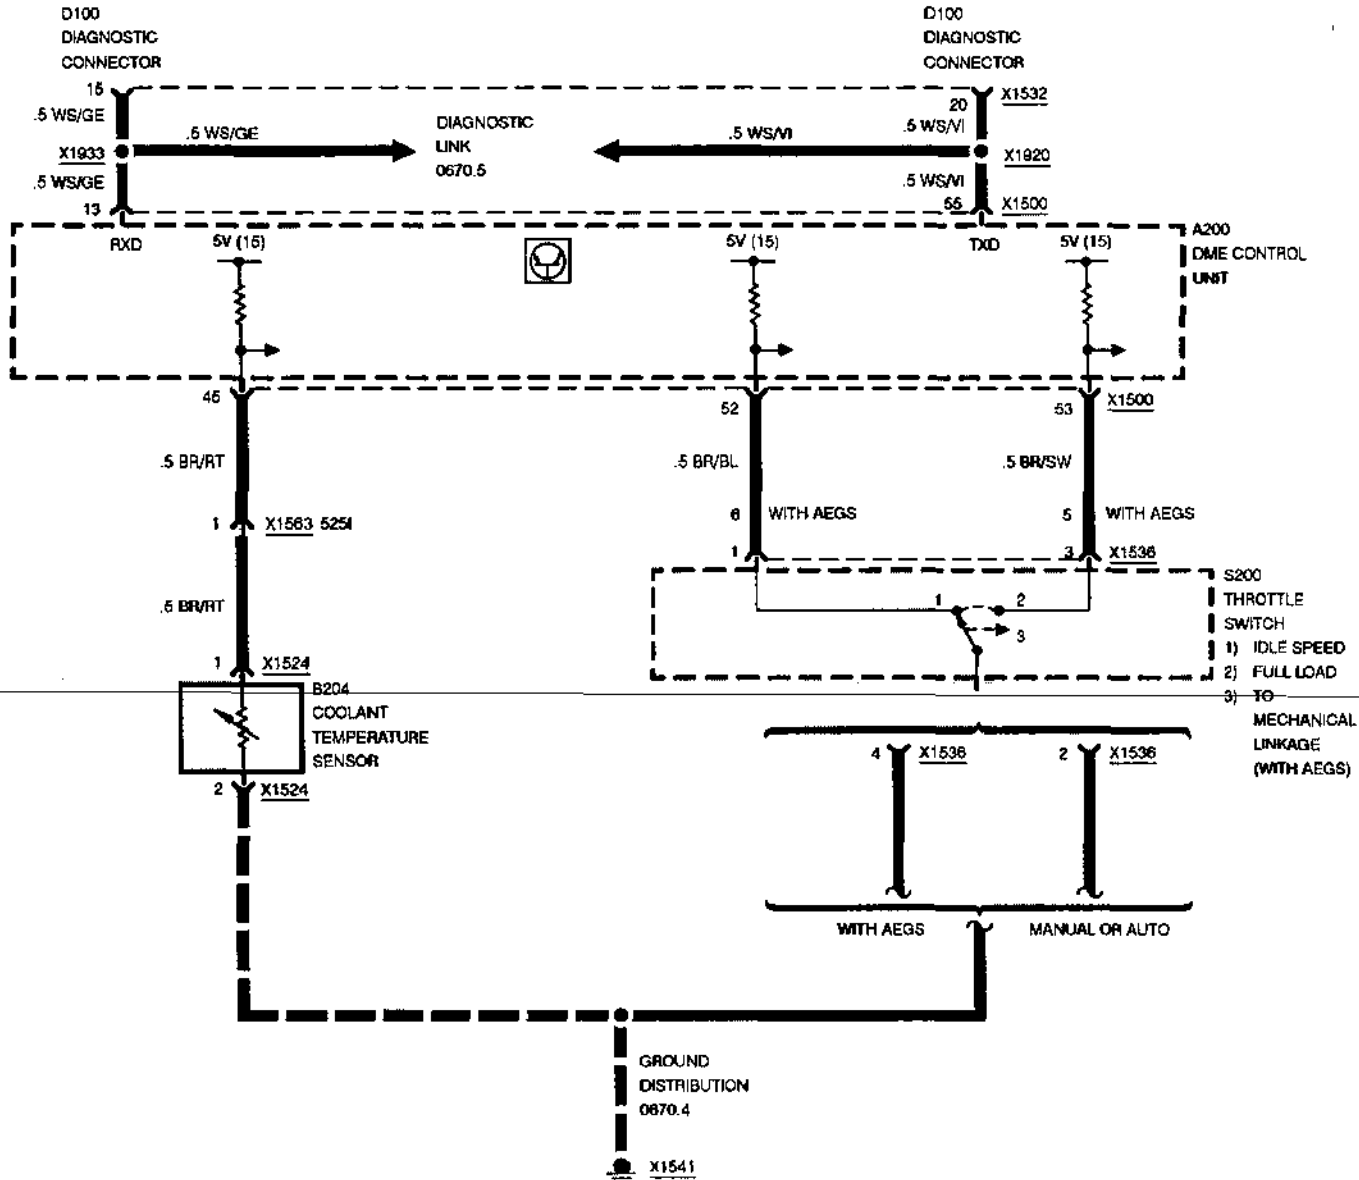 D100
DIAGNOSTIC
CONNECTOR
D100
DIAGNOSTIC
CONNECTOR
15
20
X1532
.5 WS/GE
.5 WS/VI
X1933
.5 WS/GE
DIAGNOSTIC
LINK
0670.5
.5 WS/VI
X1920
.5 WS/GE
.5 WS/VI
13
55
X1500
RXD
5V (15)
5V (15)
TXD
5V (15)
A200
DME CONTROL
UNIT
45
52
53
X1500
.5 BR/RT
.5 BR/BL
.5 BR/SW
1
X1563 525i
6
WITH AEGS
5
WITH AEGS
1
3
X1536
.5 BR/RT
1
2
3
S200
THROTTLE
SWITCH
1) IDLE SPEED
2) FULL LOAD
3) TO
MECHANICAL
LINKAGE
(WITH AEGS)
1
X1524
B204
COOLANT
TEMPERATURE
SENSOR
2
X1524
4
X1536
2
X1536
WITH AEGS
MANUAL OR AUTO
GROUND
DISTRIBUTION
0670.4
X1541